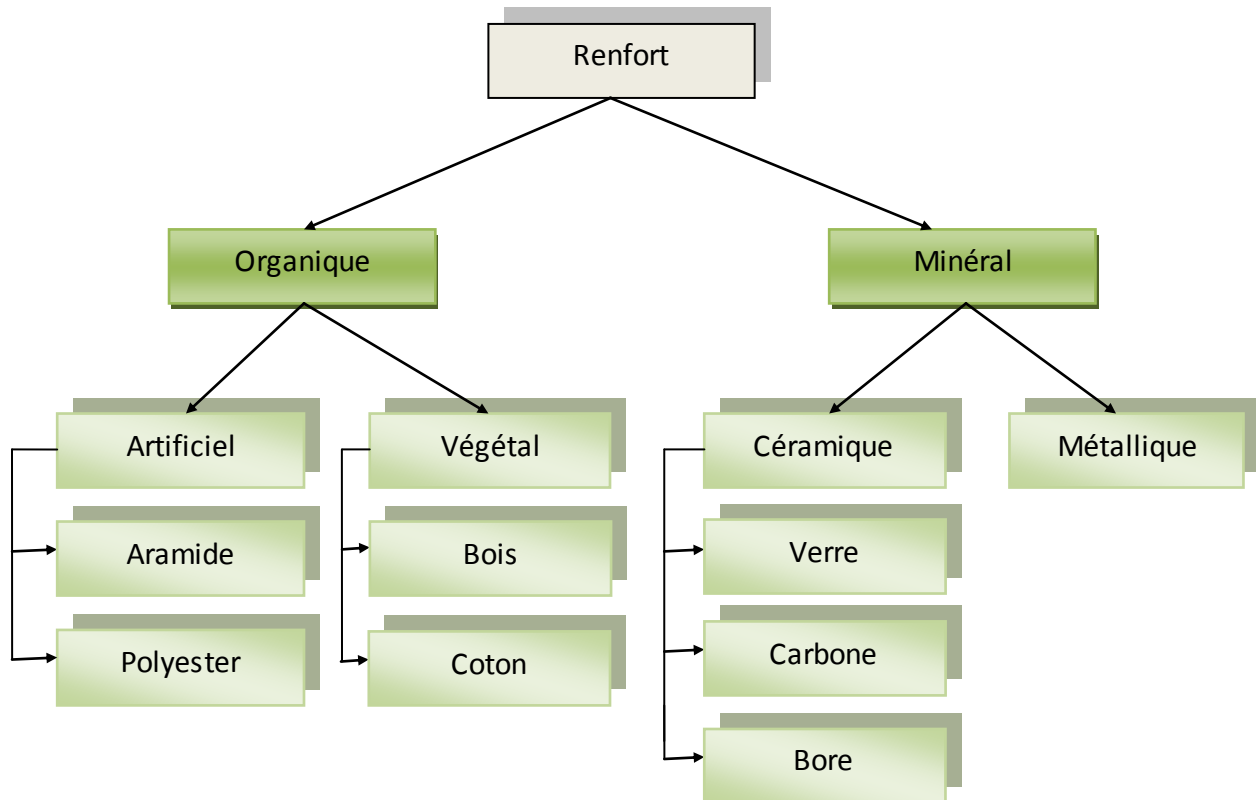 Renfort
Organique
Minéral
Artificiel
Végétal
Céramique
Métallique
Aramide
Bois
Verre
Polyester
Coton
Carbone
Bore